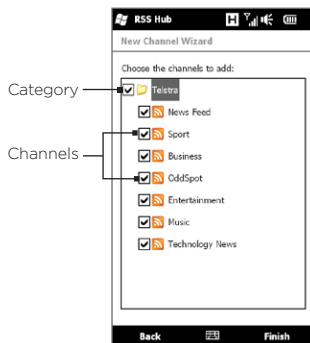 RSS Hub
H
New Channel Wizard
Choose the channels to add:
Category
Telstra
News Feed
Channels
Sport
Business
OddSpot
Entertainment
Music
Technology News
Back
Finish